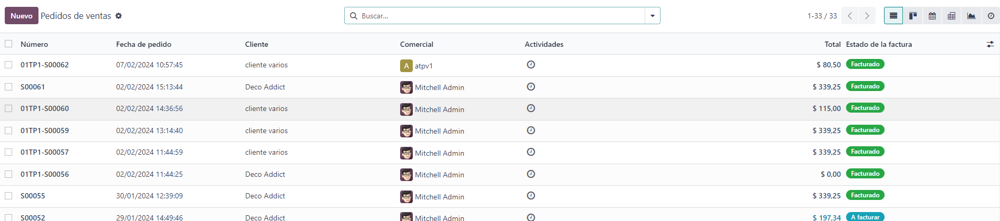 Nuevo Pedidos de ventas Buscar... 1-33 / 33
Número Fecha de pedido Cliente Comercial Actividades Total Estado de la factura
01TP1-S00062 07/02/2024 10:57:45 cliente varios A atpv1 $ 80,50 Facturado
S00061 02/02/2024 15:13:44 Deco Addict Mitchell Admin $ 339,25 Facturado
01TP1-S00060 02/02/2024 14:36:56 cliente varios Mitchell Admin $ 115,00 Facturado
01TP1-S00059 02/02/2024 13:14:40 cliente varios Mitchell Admin $ 339,25 Facturado
01TP1-S00057 02/02/2024 11:44:59 cliente varios Mitchell Admin $ 339,25 Facturado
01TP1-S00056 02/02/2024 11:44:25 Deco Addict Mitchell Admin $ 0,00 Facturado
S00055 30/01/2024 12:39:09 Deco Addict Mitchell Admin $ 339,25 Facturado
S00052 29/01/2024 14:49:46 Deco Addict Mitchell Admin $ 197,34 A facturar